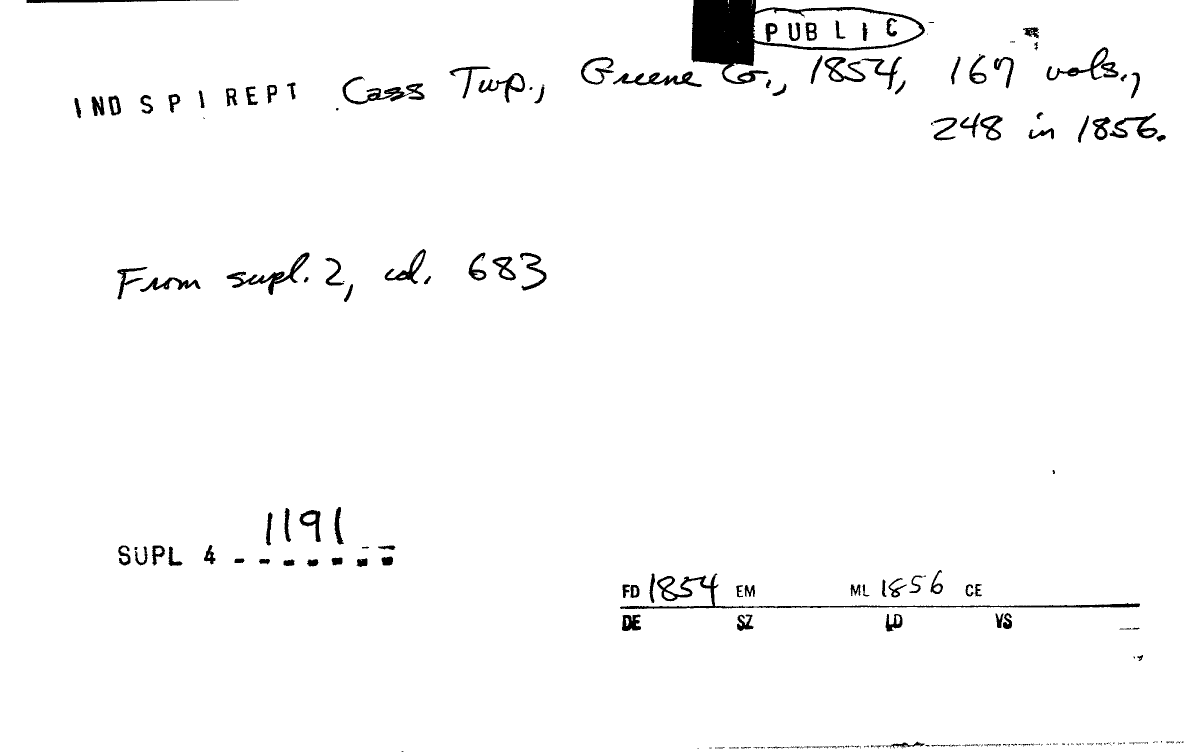 PUBLIC
IND SPI REPT Cass Twp., Greene Co., 1854, 167 vols.,
248 in 1856.
From supl. 2, col. 683
1191
SUPL 4 - - - - - - -
FD 1854 EM ML 1856 CE
DE SZ LD VS